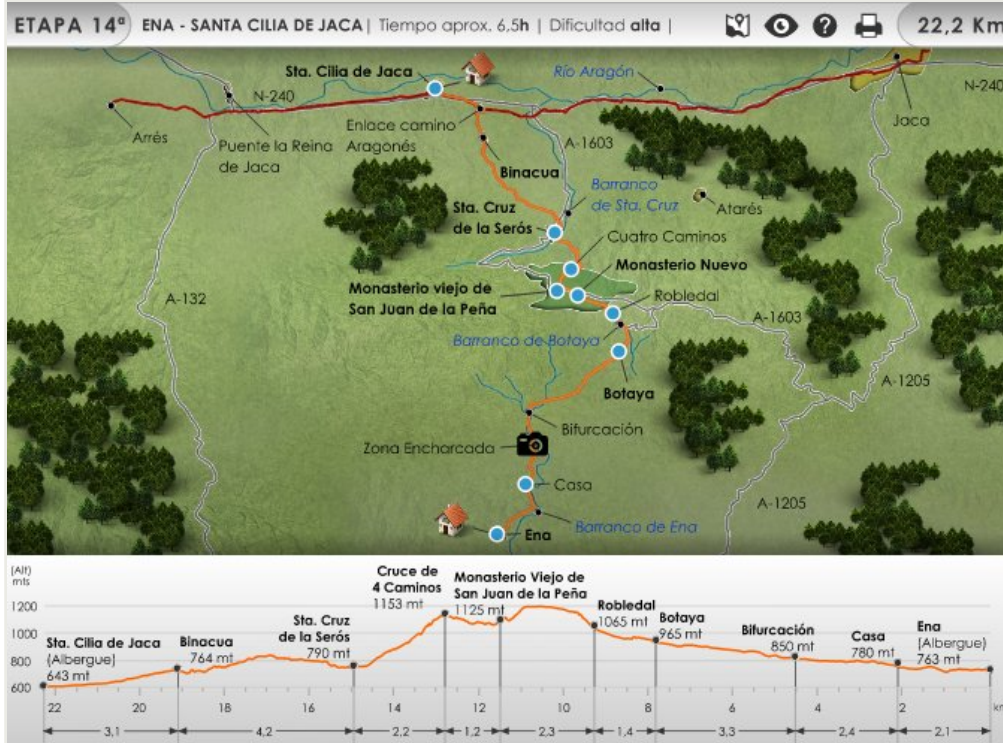 ETAPA 14ª
ENA - SANTA CILIA DE JACA | Tiempo aprox. 6,5h | Dificultad alta |
?
22,2 Km
Sta. Cilia de Jaca
Río Aragón
N-240
N-240
Arrés
Puente la Reina
de Jaca
Enlace camino
Aragonés
A-1603
Jaca
Binacua
Barranco
de Sta. Cruz
Atarés
Sta. Cruz
de la Serós
Cuatro Caminos
Monasterio Nuevo
Monasterio viejo de
San Juan de la Peña
Robledal
A-132
A-1603
Barranco de Botaya
A-1205
Botaya
Bifurcación
Zona Encharcada
Casa
A-1205
Barranco de Ena
Ena
(Alt)
mts
1200
1000
800
600
Sta. Cilia de Jaca
(Albergue)
643 mt
Binacua
764 mt
Sta. Cruz
de la Serós
790 mt
Cruce de
4 Caminos
1153 mt
Monasterio Viejo de
San Juan de la Peña
1125 mt
Robledal
1065 mt
Botaya
965 mt
Bifurcación
850 mt
Casa
780 mt
Ena
(Albergue)
763 mt
22 20 18 16 14 12 10 8 6 4 2 km
3,1 4,2 2,2 1,2 2,3 1,4 3,3 2,4 2,1